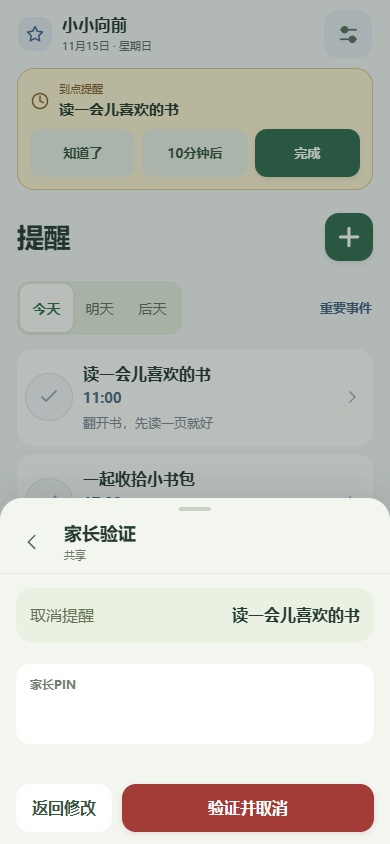 小小向前
11月15日 · 星期日
到点提醒
读一会儿喜欢的书
知道了
10分钟后
完成
提醒
今天
明天
后天
重要事件
读一会儿喜欢的书
11:00
翻开书，先读一页就好
一起收拾小书包
家长验证
共享
取消提醒
读一会儿喜欢的书
家长PIN
返回修改
验证并取消